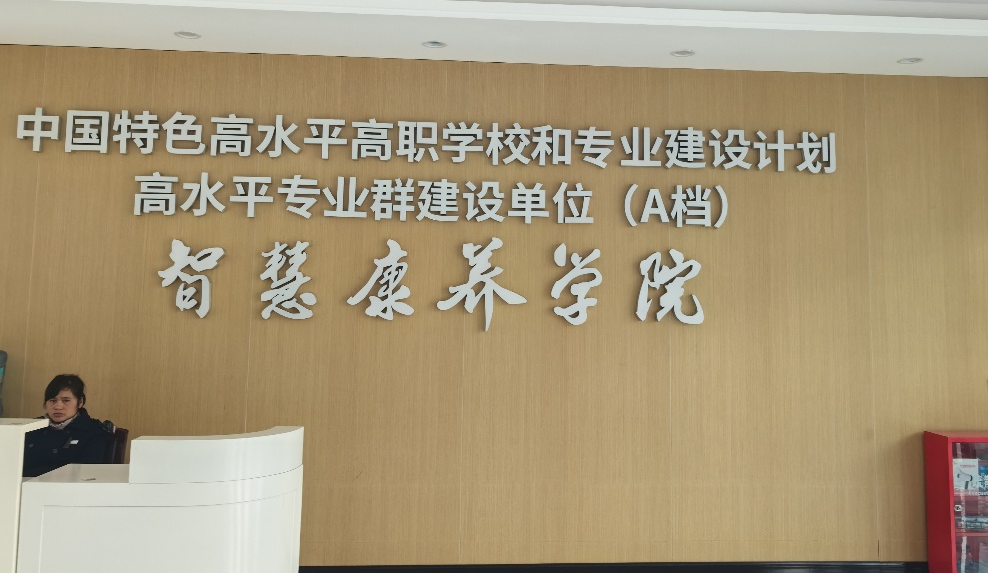 中国特色高水平高职学校和专业建设计划
高水平专业群建设单位（A档）
智慧康养学院